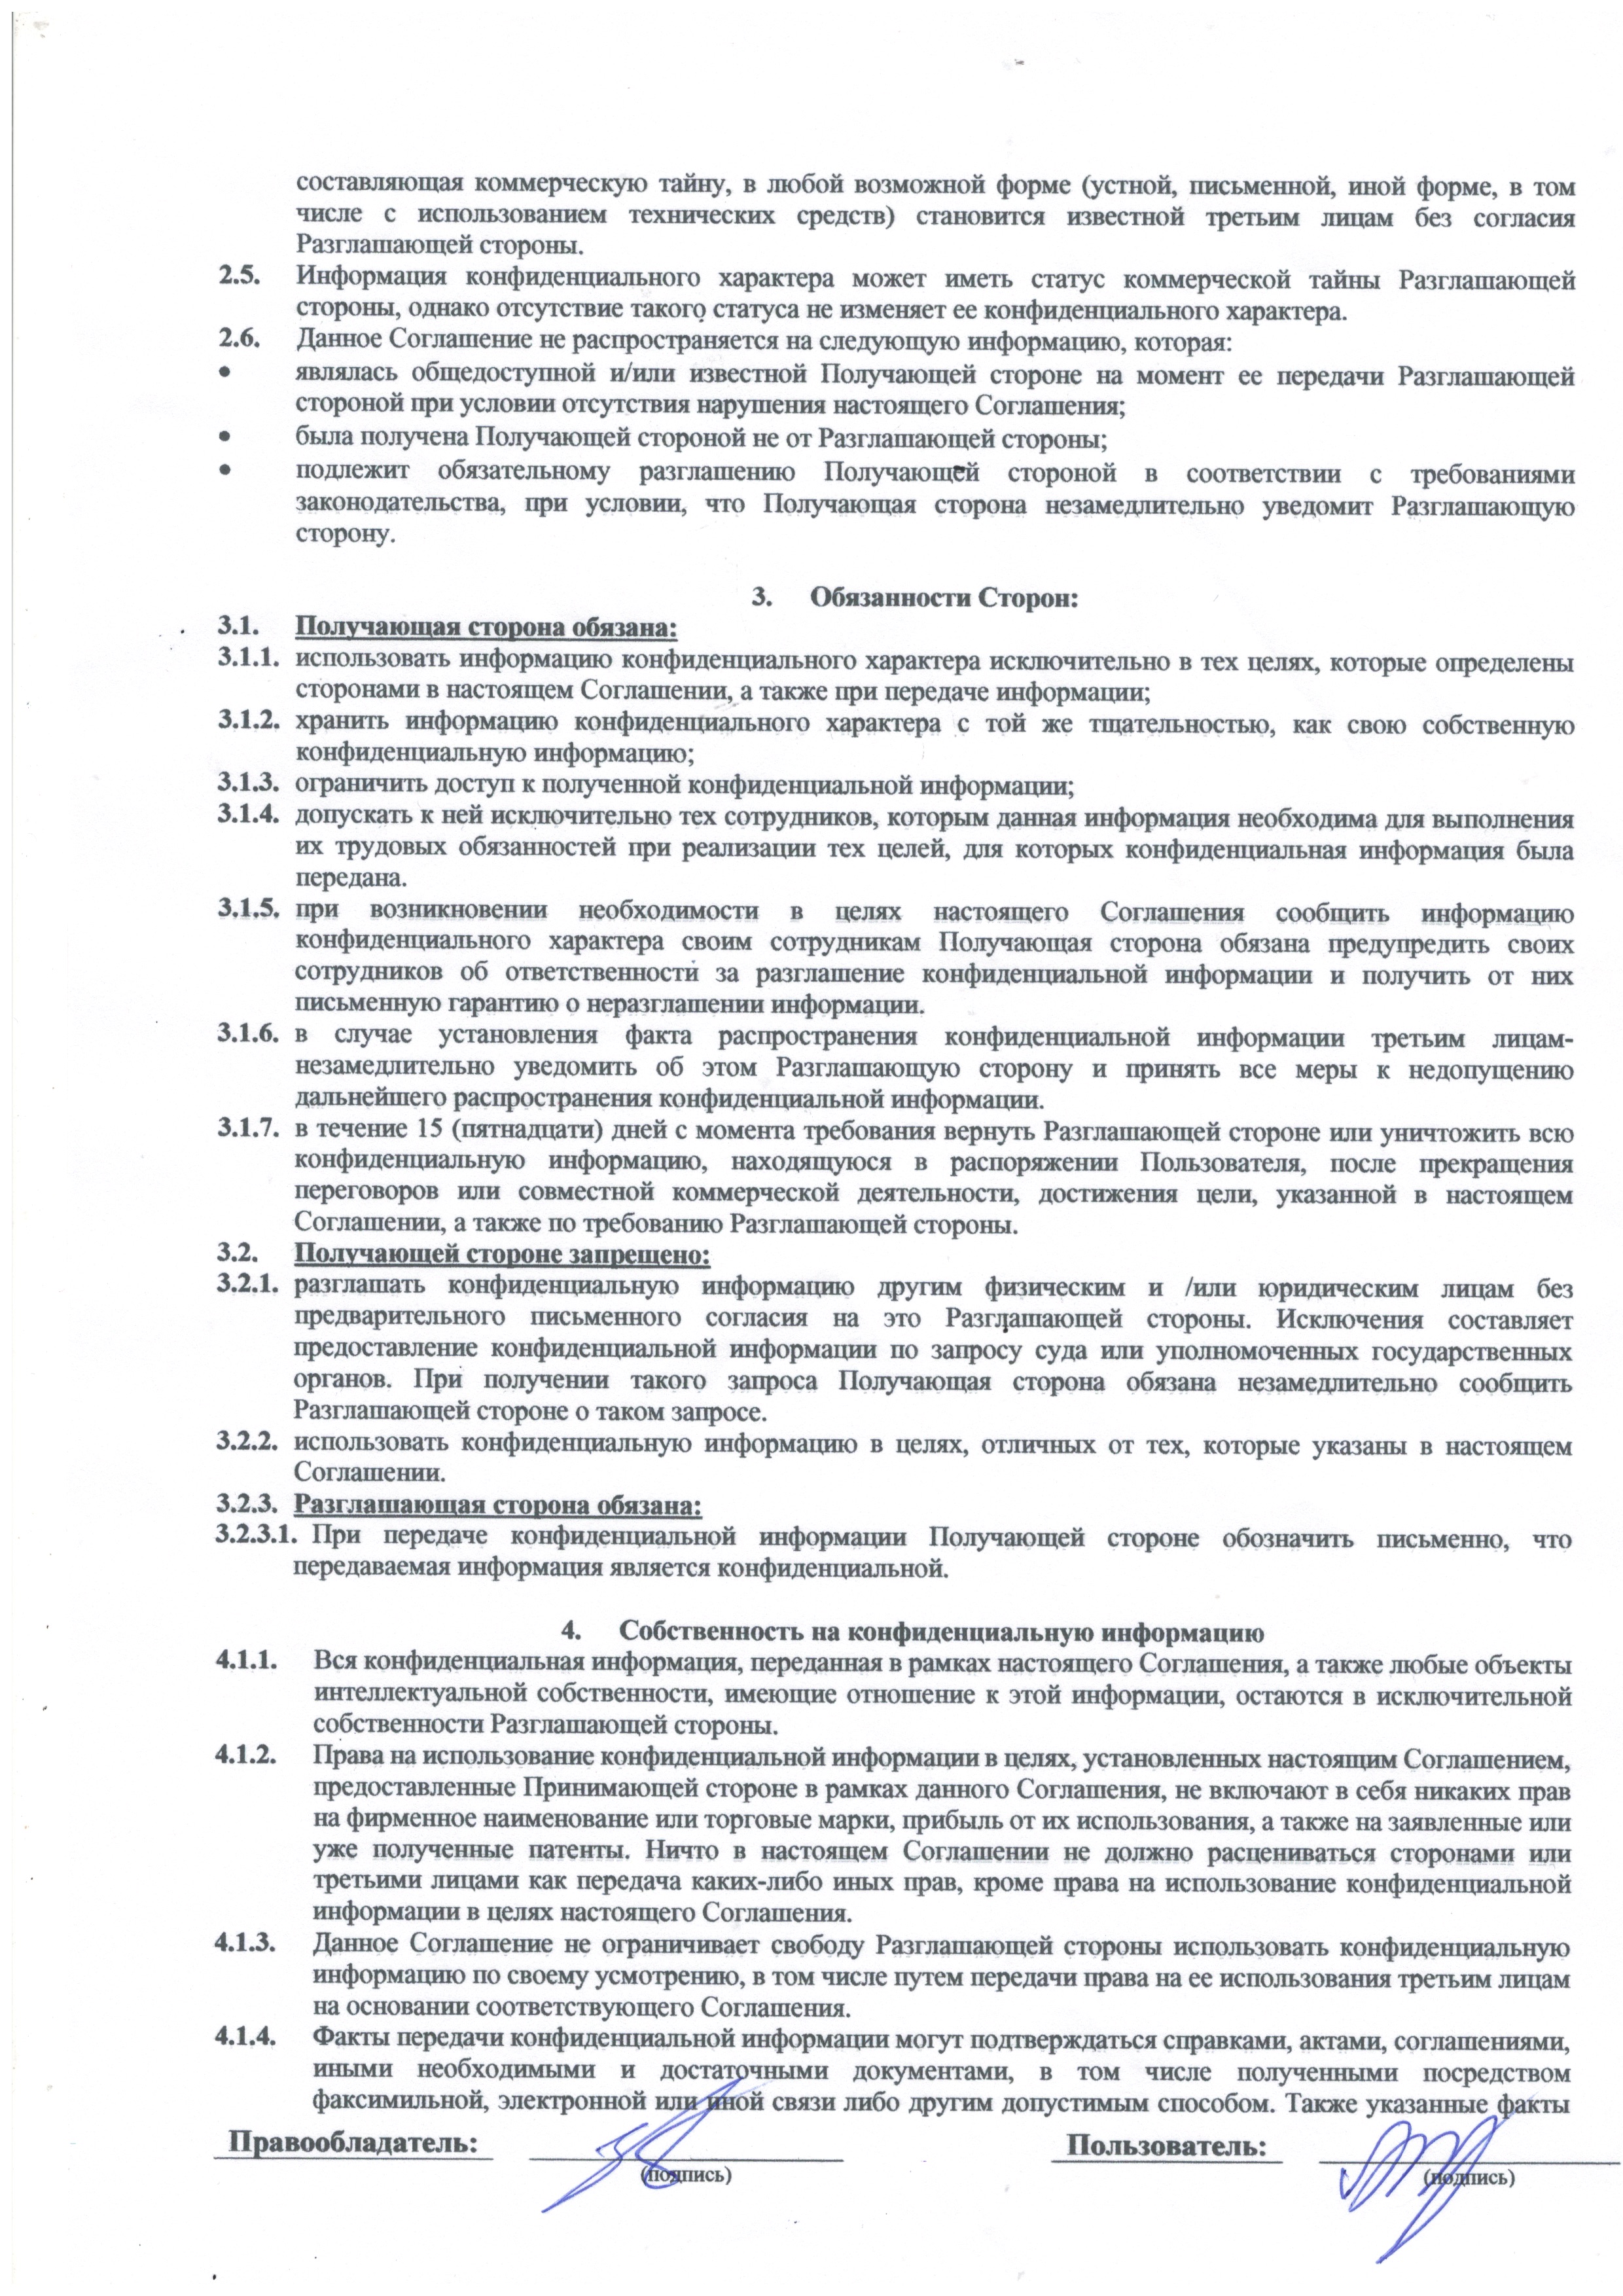 составляющая коммерческую тайну, в любой возможной форме (устной, письменной, иной форме, в том
числе с использованием технических средств) становится известной третьим лицам без согласия
Разглашающей стороны.
2.5. Информация конфиденциального характера может иметь статус коммерческой тайны Разглашающей
стороны, однако отсутствие такого статуса не изменяет ее конфиденциального характера.
2.6. Данное Соглашение не распространяется на следующую информацию, которая:
• являлась общедоступной и/или известной Получающей стороне на момент ее передачи Разглашающей
стороной при условии отсутствия нарушения настоящего Соглашения;
• была получена Получающей стороной не от Разглашающей стороны;
• подлежит обязательному разглашению Получающей стороной в соответствии с требованиями
законодательства, при условии, что Получающая сторона незамедлительно уведомит Разглашающую
сторону.
3. Обязанности Сторон:
3.1. Получающая сторона обязана:
3.1.1. использовать информацию конфиденциального характера исключительно в тех целях, которые определены
сторонами в настоящем Соглашении, а также при передаче информации;
3.1.2. хранить информацию конфиденциального характера с той же тщательностью, как свою собственную
конфиденциальную информацию;
3.1.3. ограничить доступ к полученной конфиденциальной информации;
3.1.4. допускать к ней исключительно тех сотрудников, которым данная информация необходима для выполнения
их трудовых обязанностей при реализации тех целей, для которых конфиденциальная информация была
передана.
3.1.5. при возникновении необходимости в целях настоящего Соглашения сообщить информацию
конфиденциального характера своим сотрудникам Получающая сторона обязана предупредить своих
сотрудников об ответственности за разглашение конфиденциальной информации и получить от них
письменную гарантию о неразглашении информации.
3.1.6. в случае установления факта распространения конфиденциальной информации третьим лицам-
незамедлительно уведомить об этом Разглашающую сторону и принять все меры к недопущению
дальнейшего распространения конфиденциальной информации.
3.1.7. в течение 15 (пятнадцати) дней с момента требования вернуть Разглашающей стороне или уничтожить всю
конфиденциальную информацию, находящуюся в распоряжении Пользователя, после прекращения
переговоров или совместной коммерческой деятельности, достижения цели, указанной в настоящем
Соглашении, а также по требованию Разглашающей стороны.
3.2. Получающей стороне запрещено:
3.2.1. разглашать конфиденциальную информацию другим физическим и /или юридическим лицам без
предварительного письменного согласия на это Разглашающей стороны. Исключения составляет
предоставление конфиденциальной информации по запросу суда или уполномоченных государственных
органов. При получении такого запроса Получающая сторона обязана незамедлительно сообщить
Разглашающей стороне о таком запросе.
3.2.2. использовать конфиденциальную информацию в целях, отличных от тех, которые указаны в настоящем
Соглашении.
3.2.3. Разглашающая сторона обязана:
3.2.3.1. При передаче конфиденциальной информации Получающей стороне обозначить письменно, что
передаваемая информация является конфиденциальной.
4. Собственность на конфиденциальную информацию
4.1.1. Вся конфиденциальная информация, переданная в рамках настоящего Соглашения, а также любые объекты
интеллектуальной собственности, имеющие отношение к этой информации, остаются в исключительной
собственности Разглашающей стороны.
4.1.2. Права на использование конфиденциальной информации в целях, установленных настоящим Соглашением,
предоставленные Принимающей стороне в рамках данного Соглашения, не включают в себя никаких прав
на фирменное наименование или торговые марки, прибыль от их использования, а также на заявленные или
уже полученные патенты. Ничто в настоящем Соглашении не должно расцениваться сторонами или
третьими лицами как передача каких-либо иных прав, кроме права на использование конфиденциальной
информации в целях настоящего Соглашения.
4.1.3. Данное Соглашение не ограничивает свободу Разглашающей стороны использовать конфиденциальную
информацию по своему усмотрению, в том числе путем передачи права на ее использования третьим лицам
на основании соответствующего Соглашения.
4.1.4. Факты передачи конфиденциальной информации могут подтверждаться справками, актами, соглашениями,
иными необходимыми и достаточными документами, в том числе полученными посредством
факсимильной, электронной или иной связи либо другим допустимым способом. Также указанные факты
Правообладатель: Пользователь:
(подпись) (подпись)